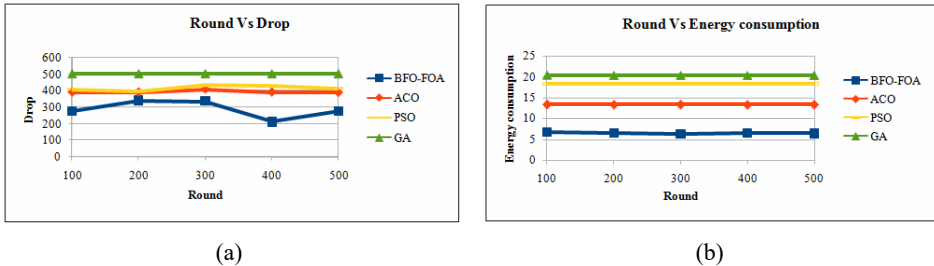 Round Vs Drop
600
500
400
300
200
100
0
Drop
100 200 300 400 500
Round
BFO-FOA
ACO
PSO
GA
(a)
Round Vs Energy consumption
25
20
15
10
5
0
Energy consumption
100 200 300 400 500
Round
BFO-FOA
ACO
PSO
GA
(b)